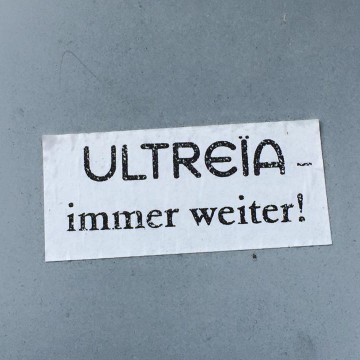 ULTREÏA –
immer weiter!